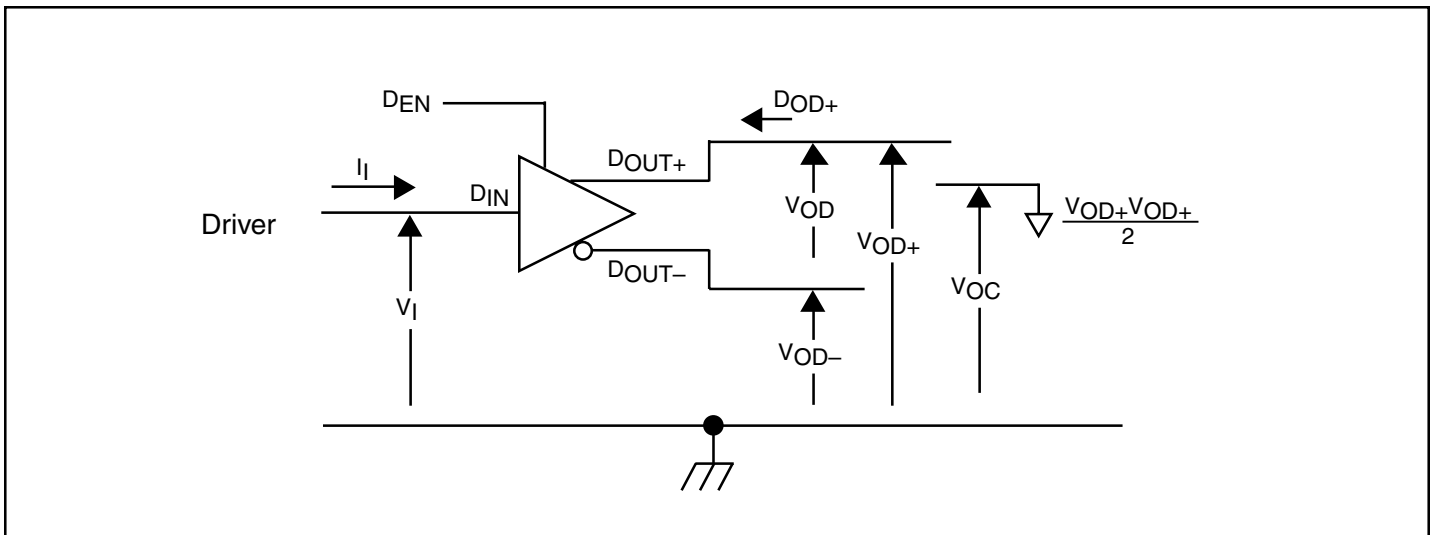 DEN
DOD+
II
DOUT+
DIN
VOD
VOD+VOD+
2
Driver
VOD+
DOUT–
VOC
VI
VOD–